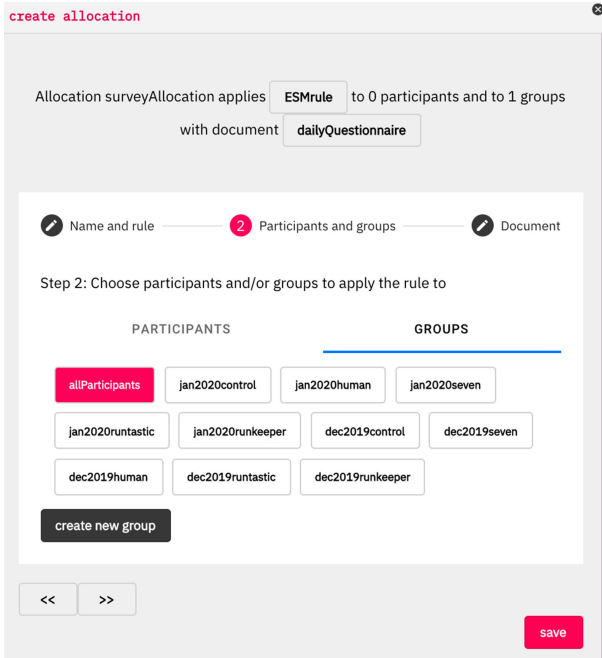 create allocation
Allocation surveyAllocation applies ESMrule to 0 participants and to 1 groups
with document dailyQuestionnaire
Name and rule 2 Participants and groups Document
Step 2: Choose participants and/or groups to apply the rule to
PARTICIPANTS GROUPS
allParticipants jan2020control jan2020human jan2020seven
jan2020runtastic jan2020runkeeper dec2019control dec2019seven
dec2019human dec2019runtastic dec2019runkeeper
create new group
<< >>
save